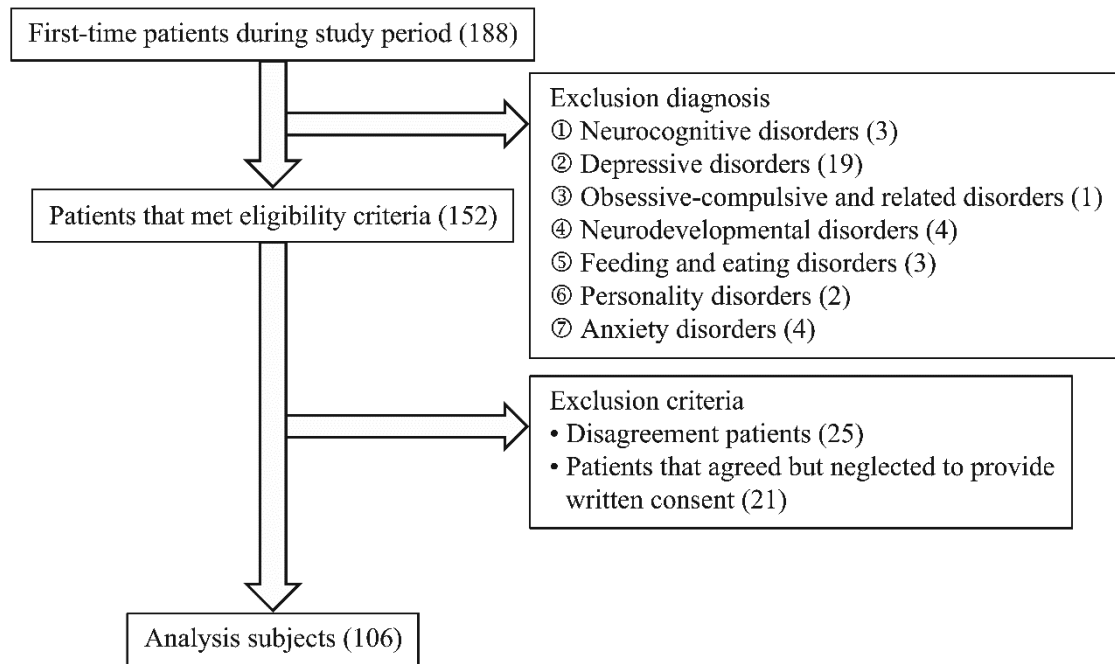 First-time patients during study period (188)
Exclusion diagnosis
① Neurocognitive disorders (3)
② Depressive disorders (19)
③ Obsessive-compulsive and related disorders (1)
④ Neurodevelopmental disorders (4)
⑤ Feeding and eating disorders (3)
⑥ Personality disorders (2)
⑦ Anxiety disorders (4)
Patients that met eligibility criteria (152)
Exclusion criteria
• Disagreement patients (25)
• Patients that agreed but neglected to provide
written consent (21)
Analysis subjects (106)